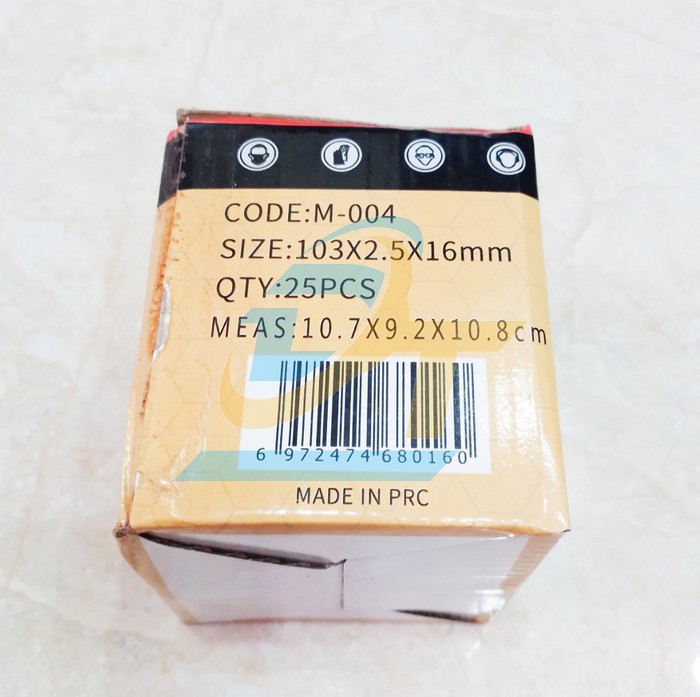 CODE:M-004
SIZE:103X2.5X16mm
QTY:25PCS
MEAS:10.7X9.2X10.8cm
6 972474 680160
MADE IN PRC